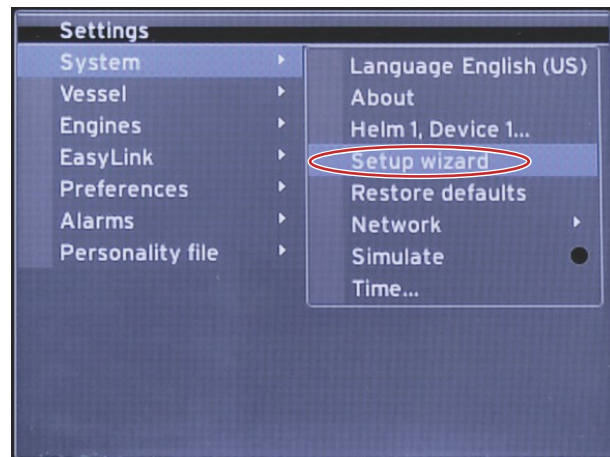 Settings
System
Vessel
Engines
EasyLink
Preferences
Alarms
Personality file
Language English (US)
About
Helm 1, Device 1...
Setup wizard
Restore defaults
Network
Simulate
Time...